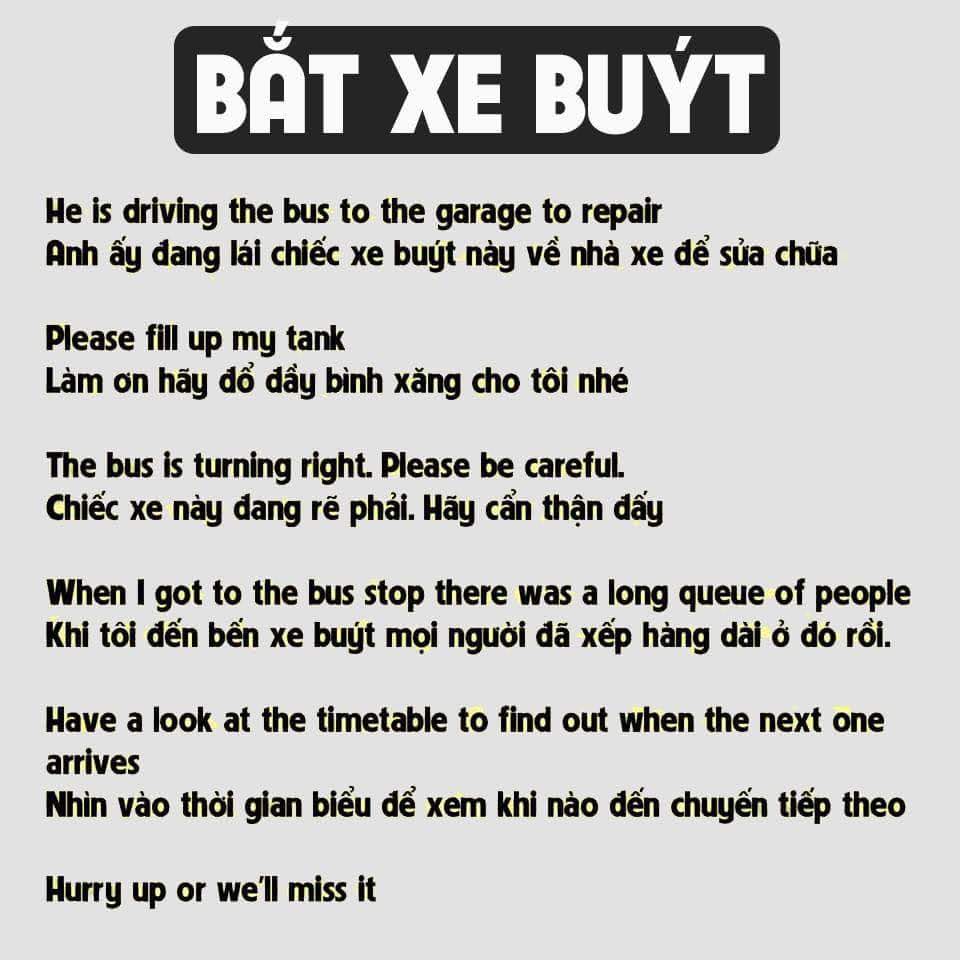 BẮT XE BUÝT
He is driving the bus to the garage to repair
Anh ấy đang lái chiếc xe buýt này về nhà xe để sửa chữa
Please fill up my tank
Làm ơn hãy đổ đầy bình xăng cho tôi nhé
The bus is turning right. Please be careful.
Chiếc xe này đang rẽ phải. Hãy cẩn thận đấy
When I got to the bus stop there was a long queue of people
Khi tôi đến bến xe buýt mọi người đã xếp hàng dài ở đó rồi.
Have a look at the timetable to find out when the next one
arrives
Nhìn vào thời gian biểu để xem khi nào đến chuyến tiếp theo
Hurry up or we'll miss it